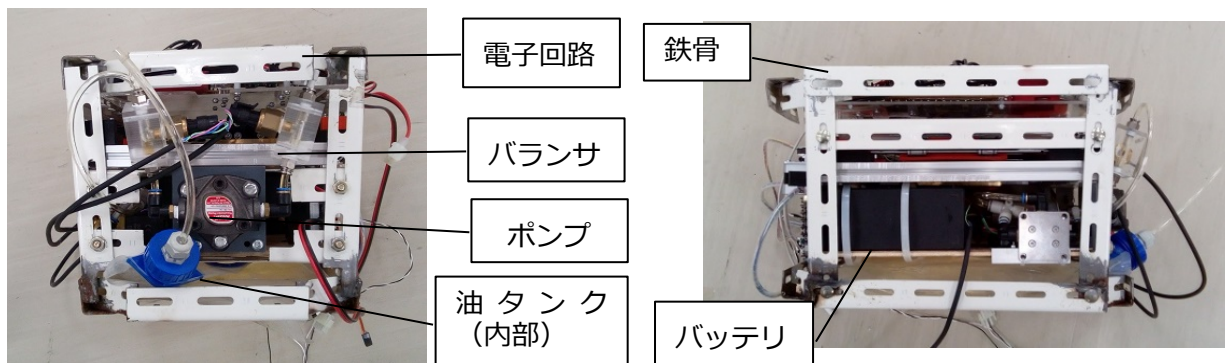 電子回路
鉄骨
バランサ
ポンプ
油タンク
（内部）
バッテリ